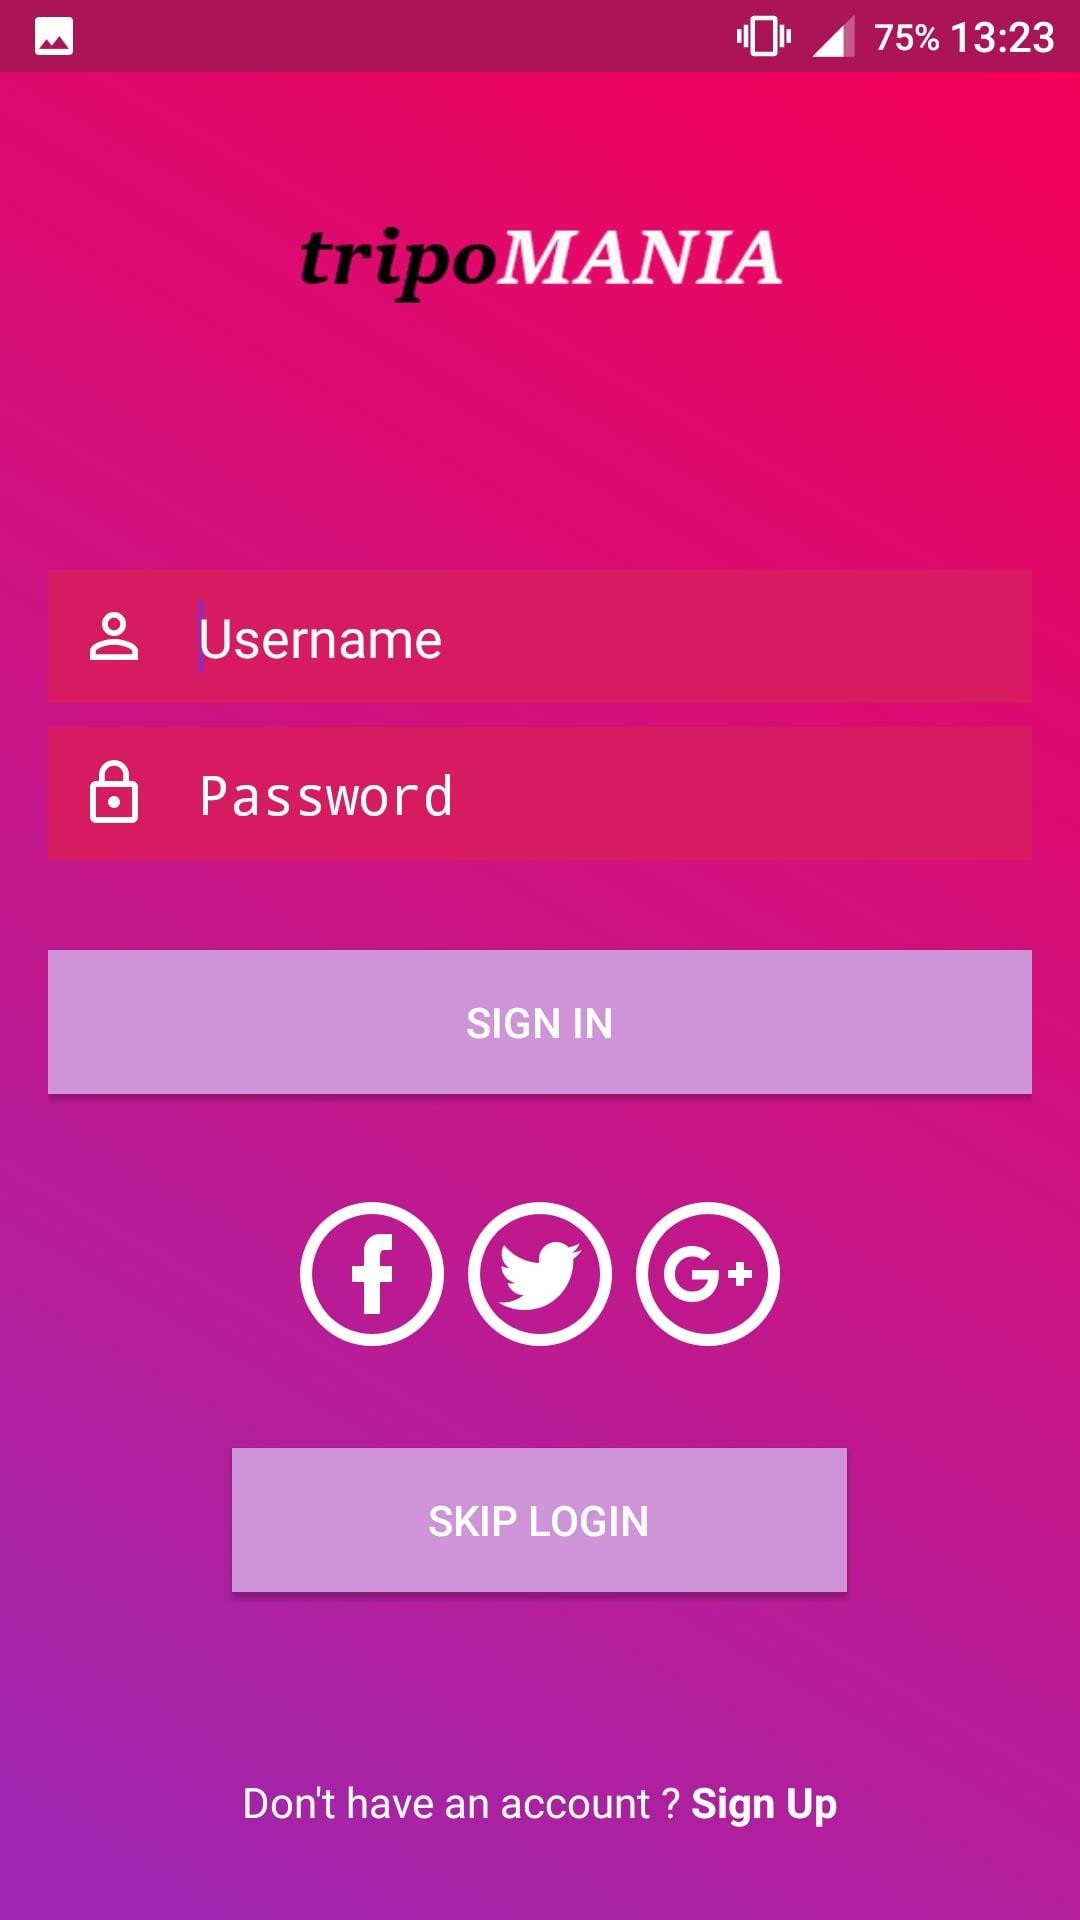 75% 13:23
tripoMANIA
Username
Password
SIGN IN
G+
SKIP LOGIN
Don't have an account ? Sign Up